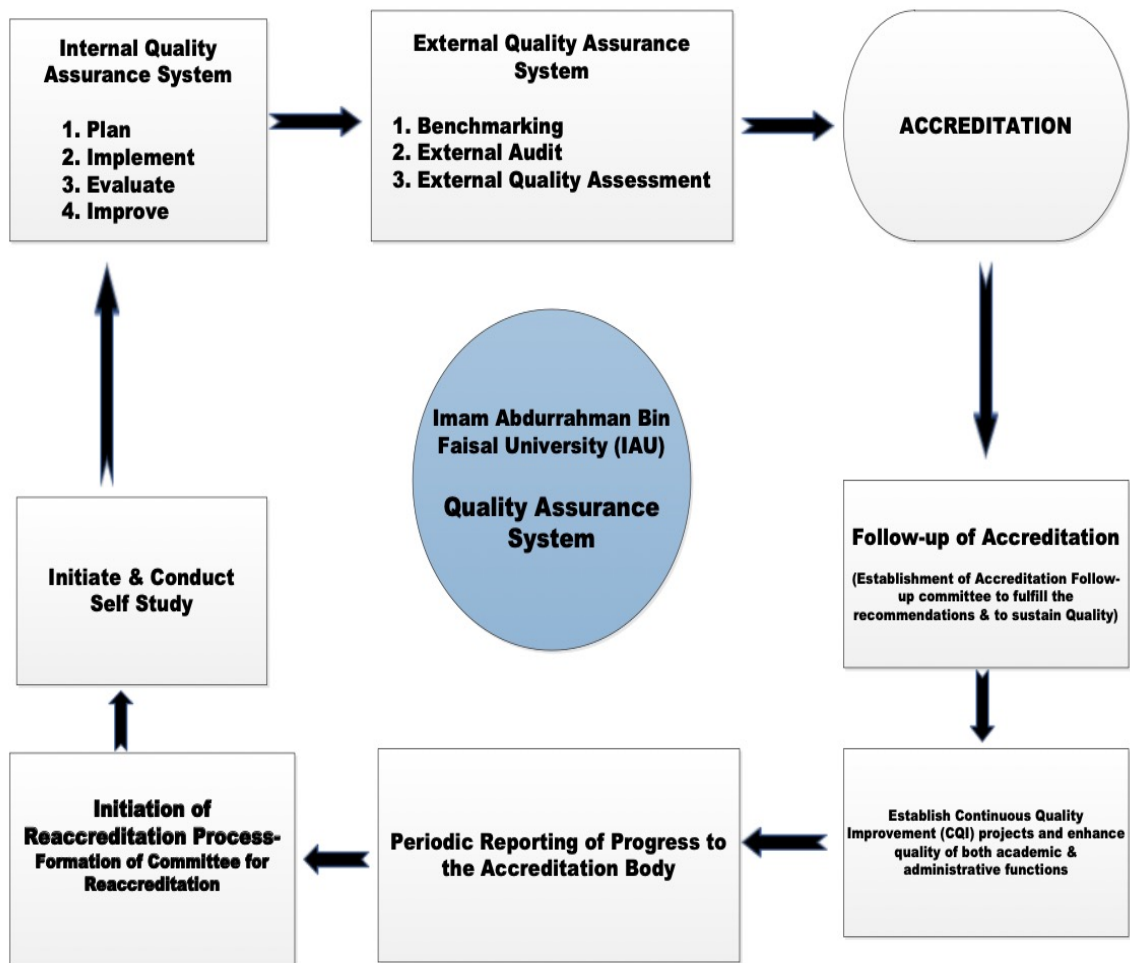 Internal Quality
Assurance System
1. Plan
2. Implement
3. Evaluate
4. Improve
External Quality Assurance
System
1. Benchmarking
2. External Audit
3. External Quality Assessment
ACCREDITATION
Imam Abdurrahman Bin
Faisal University (IAU)
Quality Assurance
System
Follow-up of Accreditation
(Establishment of Accreditation Follow-
up committee to fulfill the
recommendations & to sustain Quality)
Establish Continuous Quality
Improvement (CQI) projects and enhance
quality of both academic &
administrative functions
Periodic Reporting of Progress to
the Accreditation Body
Initiation of
Reaccreditation Process-
Formation of Committee for
Reaccreditation
Initiate & Conduct
Self Study